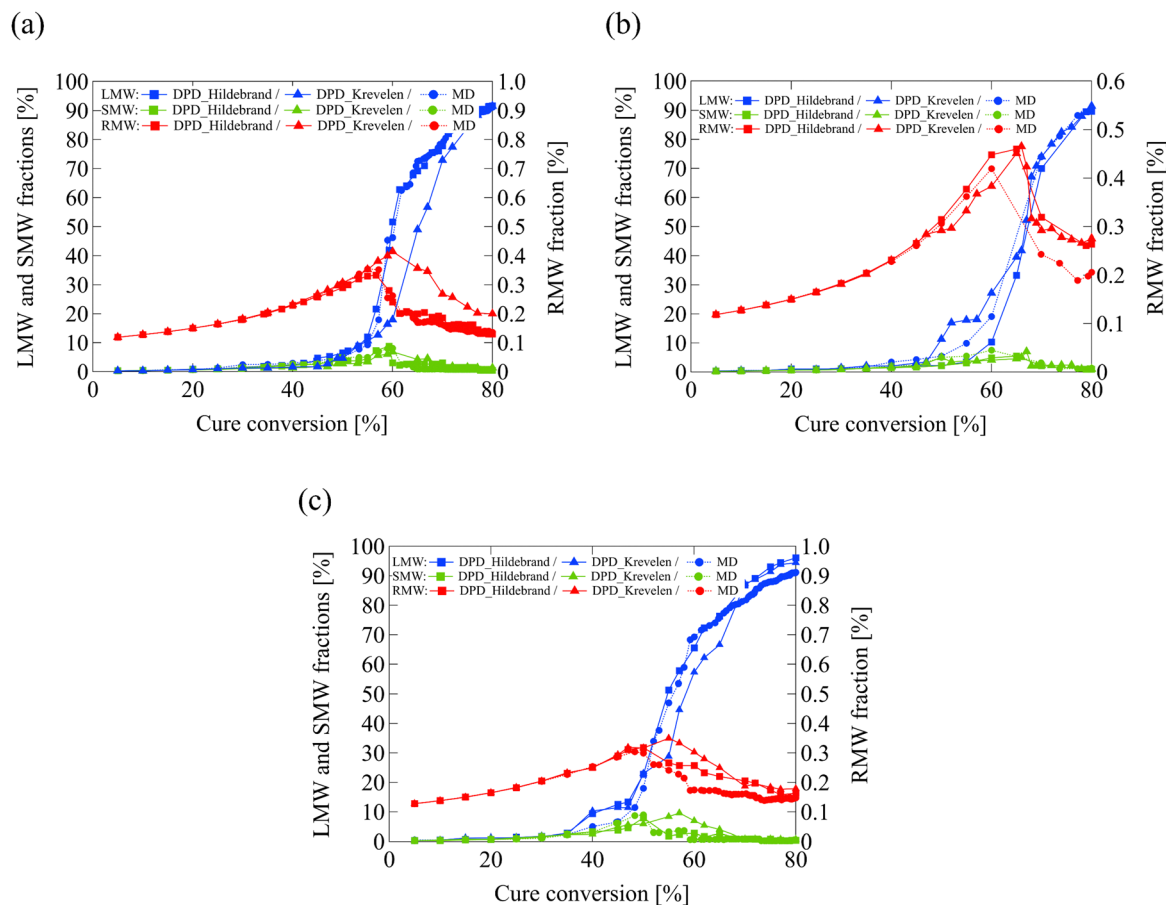 (a)
LMW and SMW fractions [%]
100
90
80
70
60
50
40
30
20
10
0
LMW: DPD_Hildebrand / DPD_Krevelen / MD
SMW: DPD_Hildebrand / DPD_Krevelen / MD
RMW: DPD_Hildebrand / DPD_Krevelen / MD
1.0
0.9
0.8
0.7
0.6
0.5
0.4
0.3
0.2
0.1
0
RMW fraction [%]
0 20 40 60 80
Cure conversion [%]
(b)
LMW and SMW fractions [%]
100
90
80
70
60
50
40
30
20
10
0
LMW: DPD_Hildebrand / DPD_Krevelen / MD
SMW: DPD_Hildebrand / DPD_Krevelen / MD
RMW: DPD_Hildebrand / DPD_Krevelen / MD
0.6
0.5
0.4
0.3
0.2
0.1
0
RMW fraction [%]
0 20 40 60 80
Cure conversion [%]
(c)
LMW and SMW fractions [%]
100
90
80
70
60
50
40
30
20
10
0
LMW: DPD_Hildebrand / DPD_Krevelen / MD
SMW: DPD_Hildebrand / DPD_Krevelen / MD
RMW: DPD_Hildebrand / DPD_Krevelen / MD
1.0
0.9
0.8
0.7
0.6
0.5
0.4
0.3
0.2
0.1
0
RMW fraction [%]
0 20 40 60 80
Cure conversion [%]